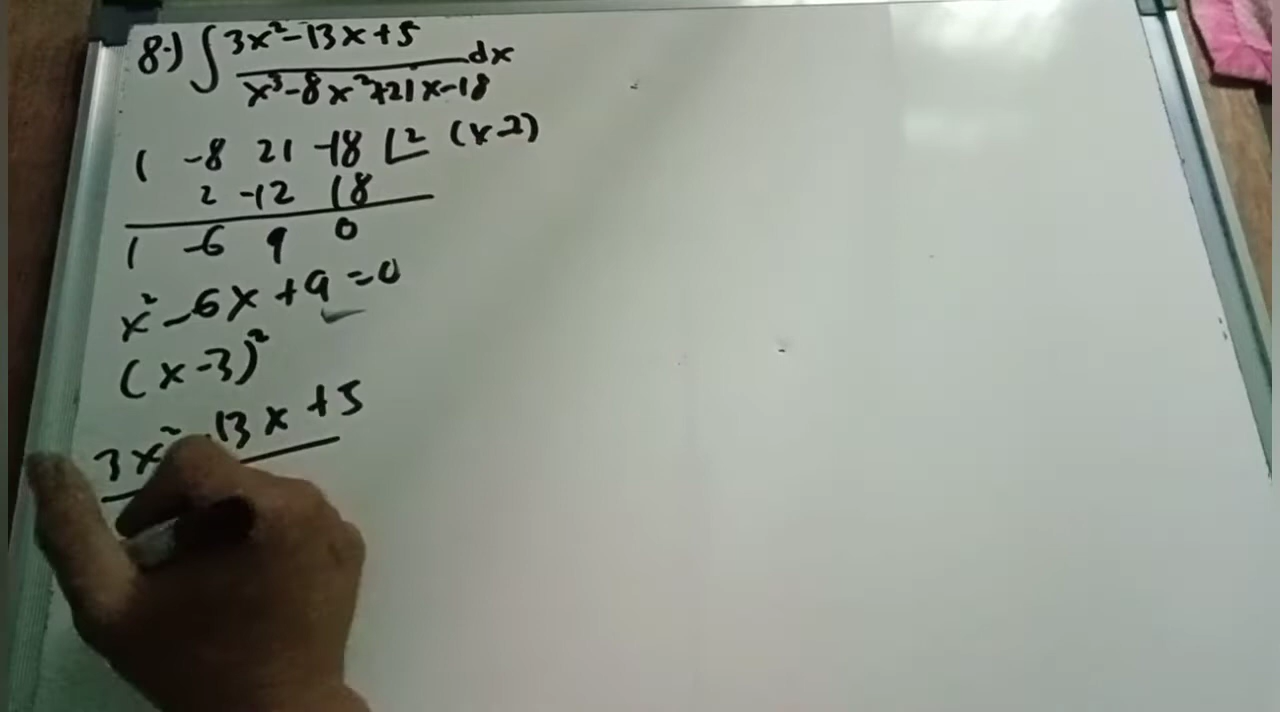 8.) ∫ 3x²-13x+5
dx
x³-8x²+21x-18
1 -8 21 -18 ⌊2 (x-2)
2 -12 18
1 -6 9 0
x²-6x+9=0
(x-3)²
3x² 13x+5